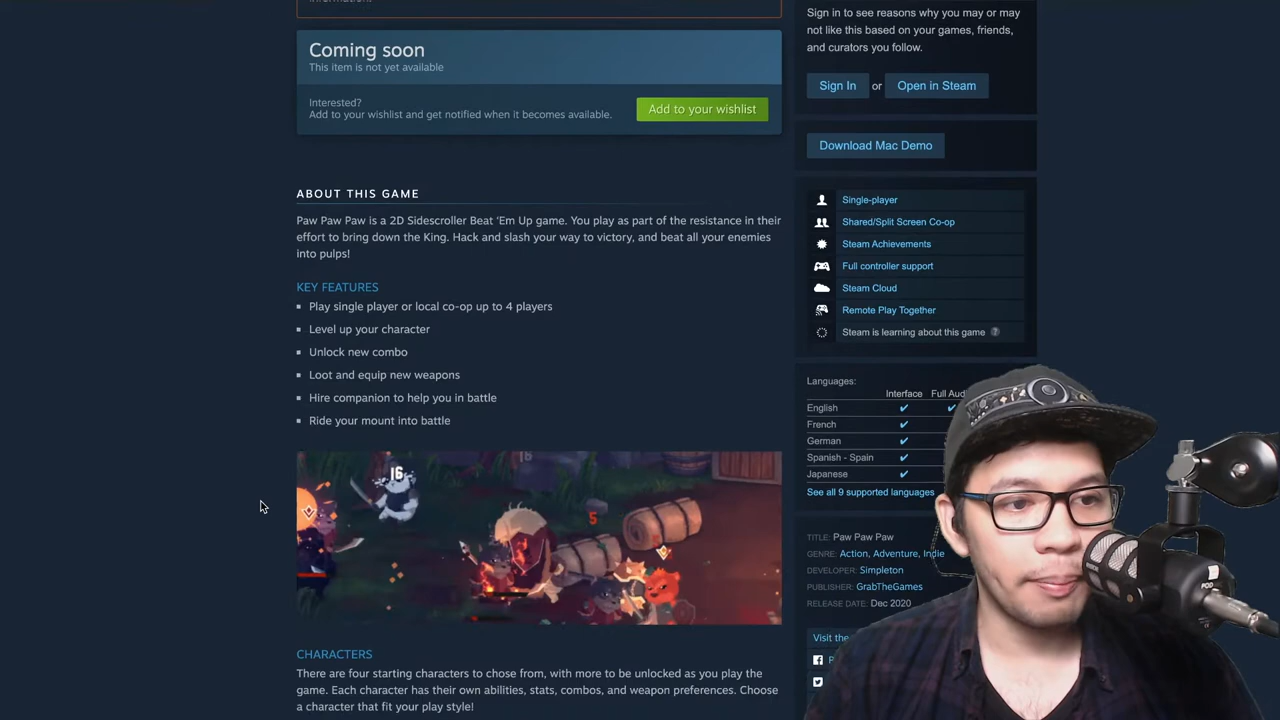 information.
Coming soon
This item is not yet available
Interested?
Add to your wishlist and get notified when it becomes available.
Add to your wishlist
ABOUT THIS GAME
Paw Paw Paw is a 2D Sidescroller Beat 'Em Up game. You play as part of the resistance in their
effort to bring down the King. Hack and slash your way to victory, and beat all your enemies
into pulps!
KEY FEATURES
Play single player or local co-op up to 4 players
Level up your character
Unlock new combo
Loot and equip new weapons
Hire companion to help you in battle
Ride your mount into battle
16
16
5
CHARACTERS
There are four starting characters to chose from, with more to be unlocked as you play the
game. Each character has their own abilities, stats, combos, and weapon preferences. Choose
a character that fit your play style!
Sign in to see reasons why you may or may
not like this based on your games, friends,
and curators you follow.
Sign In or Open in Steam
Download Mac Demo
Single-player
Shared/Split Screen Co-op
Steam Achievements
Full controller support
Steam Cloud
Remote Play Together
Steam is learning about this game ?
Languages:
Interface Full Aud
English
French
German
Spanish - Spain
Japanese
See all 9 supported languages
TITLE: Paw Paw Paw
GENRE: Action, Adventure, Indie
DEVELOPER: Simpleton
PUBLISHER: GrabTheGames
RELEASE DATE: Dec 2020
Visit the
POD